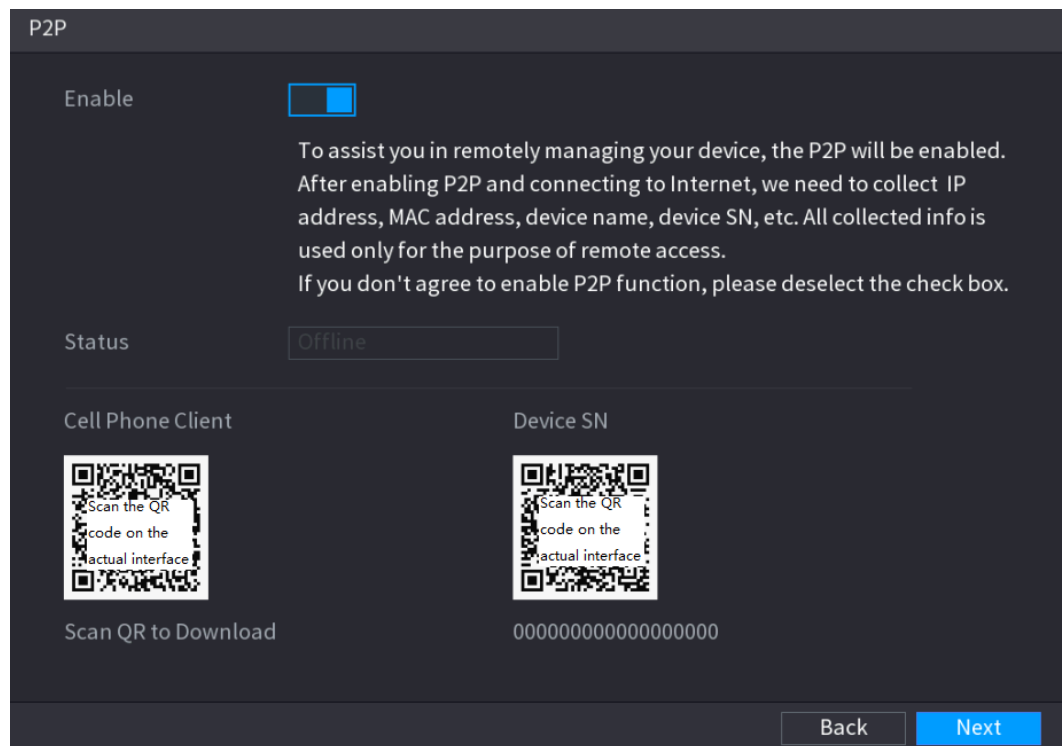 P2P
Enable
To assist you in remotely managing your device, the P2P will be enabled.
After enabling P2P and connecting to Internet, we need to collect IP
address, MAC address, device name, device SN, etc. All collected info is
used only for the purpose of remote access.
If you don't agree to enable P2P function, please deselect the check box.
Status
Offline
Cell Phone Client
Device SN
Scan the QR
code on the
actual interface
Scan the QR
code on the
actual interface
Scan QR to Download
000000000000000000
Back
Next